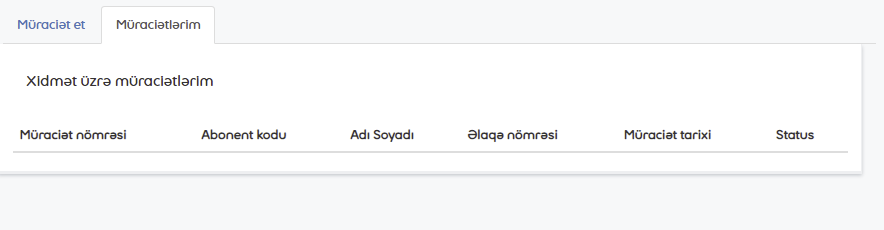 Müraciət et Müraciətlərim
Xidmət üzrə müraciətlərim
Müraciət nömrəsi Abonent kodu Adı Soyadı Əlaqə nömrəsi Müraciət tarixi Status